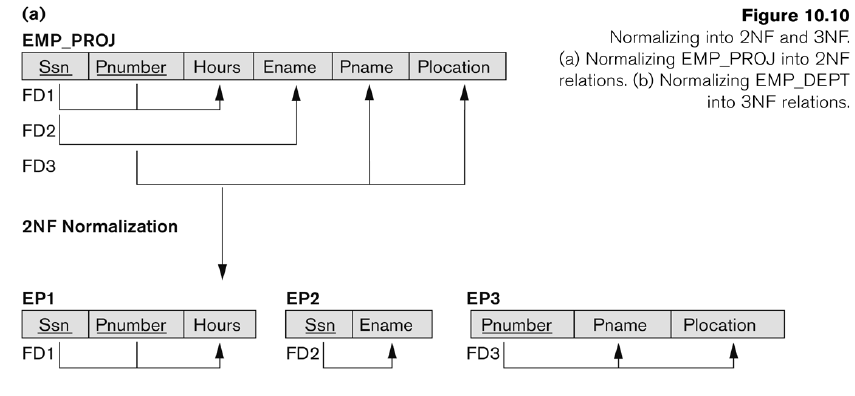 (a)
EMP_PROJ
Ssn Pnumber Hours Ename Pname Plocation
FD1
FD2
FD3
2NF Normalization
EP1
Ssn Pnumber Hours
FD1
EP2
Ssn Ename
FD2
EP3
Pnumber Pname Plocation
FD3
Figure 10.10
Normalizing into 2NF and 3NF.
(a) Normalizing EMP_PROJ into 2NF
relations. (b) Normalizing EMP_DEPT
into 3NF relations.